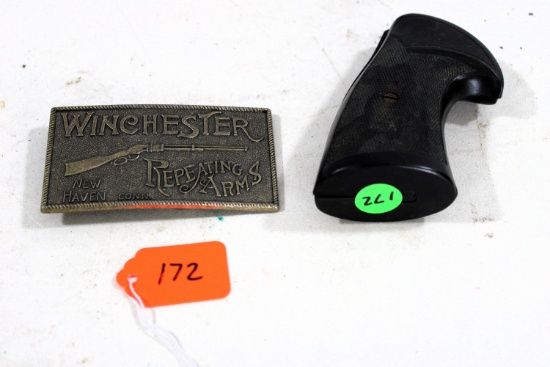 WINCHESTER
REPEATING
ARMS
NEW
HAVEN CONN.
172
172